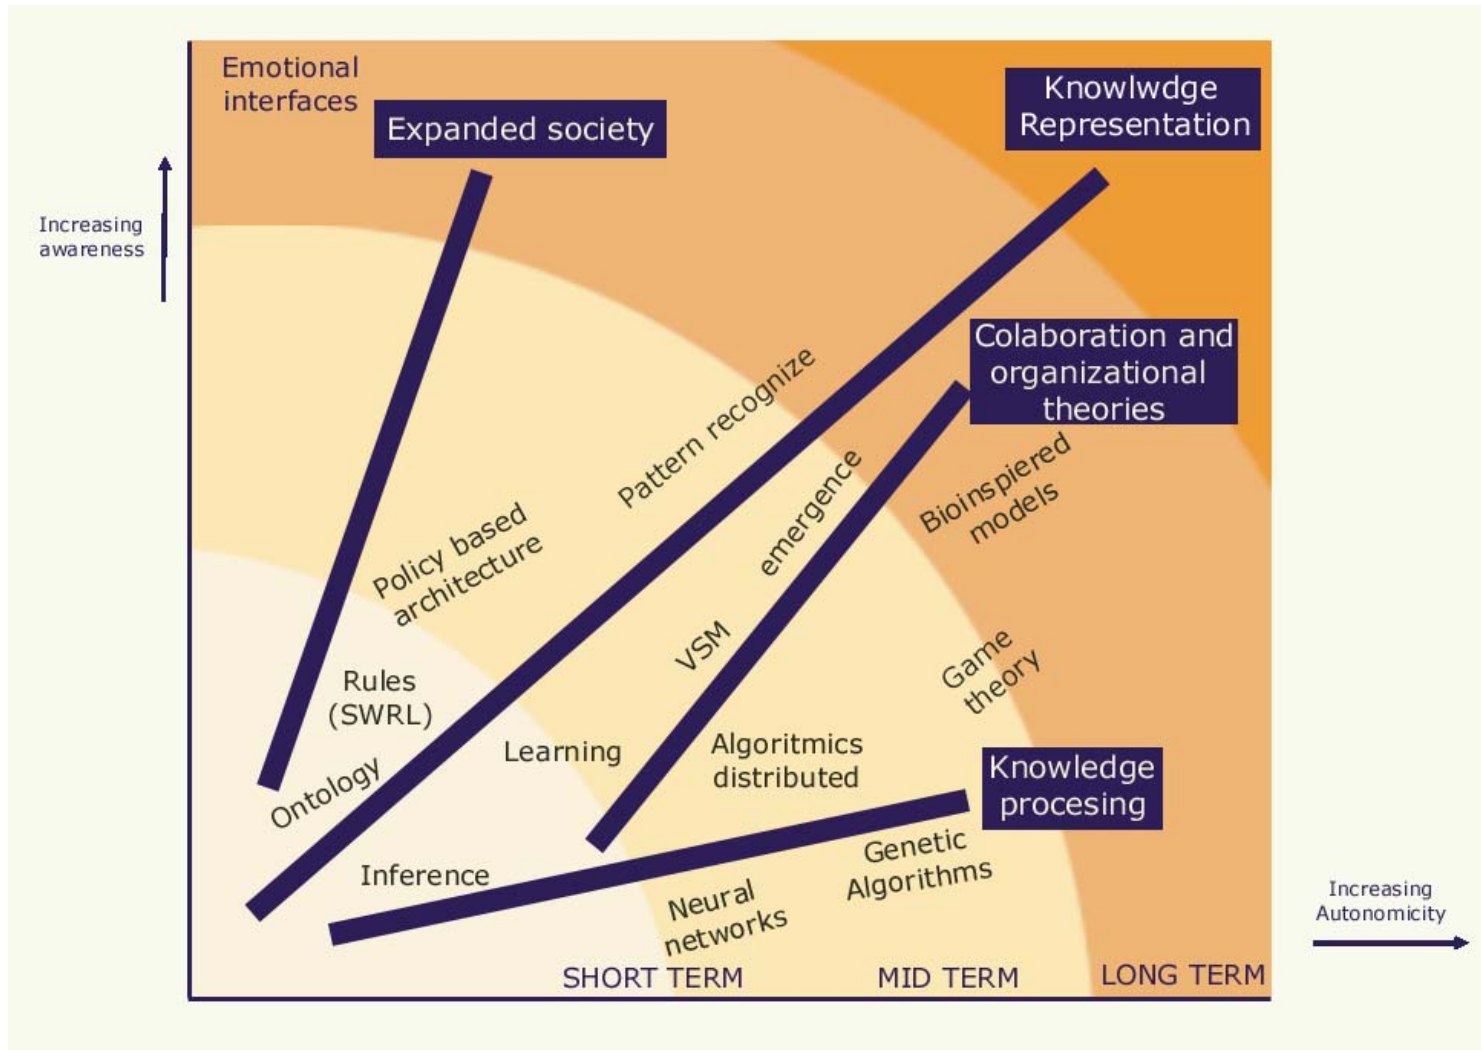 Emotional
interfaces
Expanded society
Knowlwdge
Representation
Increasing
awareness
Colaboration and
organizational
theories
Pattern recognize
emergence
Bioinspiered
models
Policy based
architecture
VSM
Game
theory
Rules
(SWRL)
Ontology
Learning
Algoritmics
distributed
Knowledge
procesing
Inference
Genetic
Algorithms
Neural
networks
Increasing
Autonomicity
SHORT TERM
MID TERM
LONG TERM